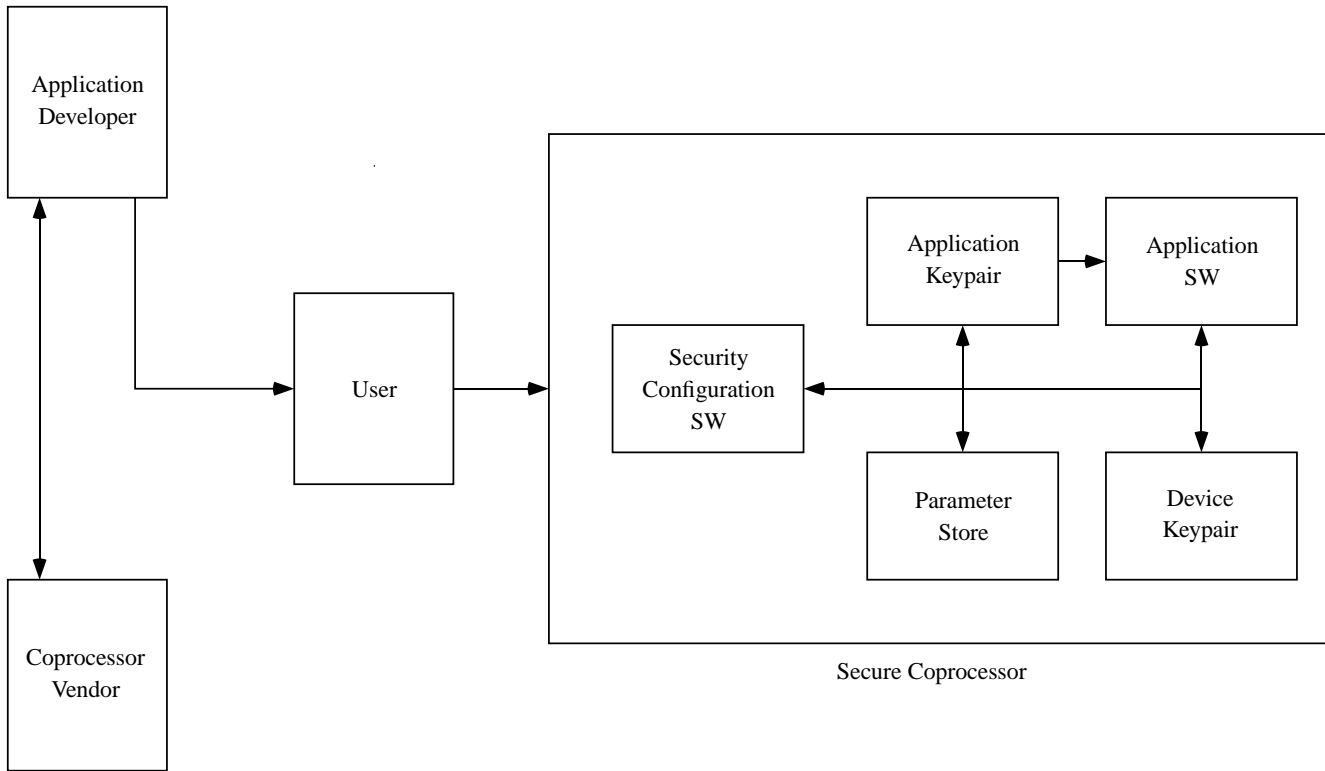 Application
Developer
Application
Keypair
Application
SW
Security
Configuration
SW
User
Parameter
Store
Device
Keypair
Coprocessor
Vendor
Secure Coprocessor